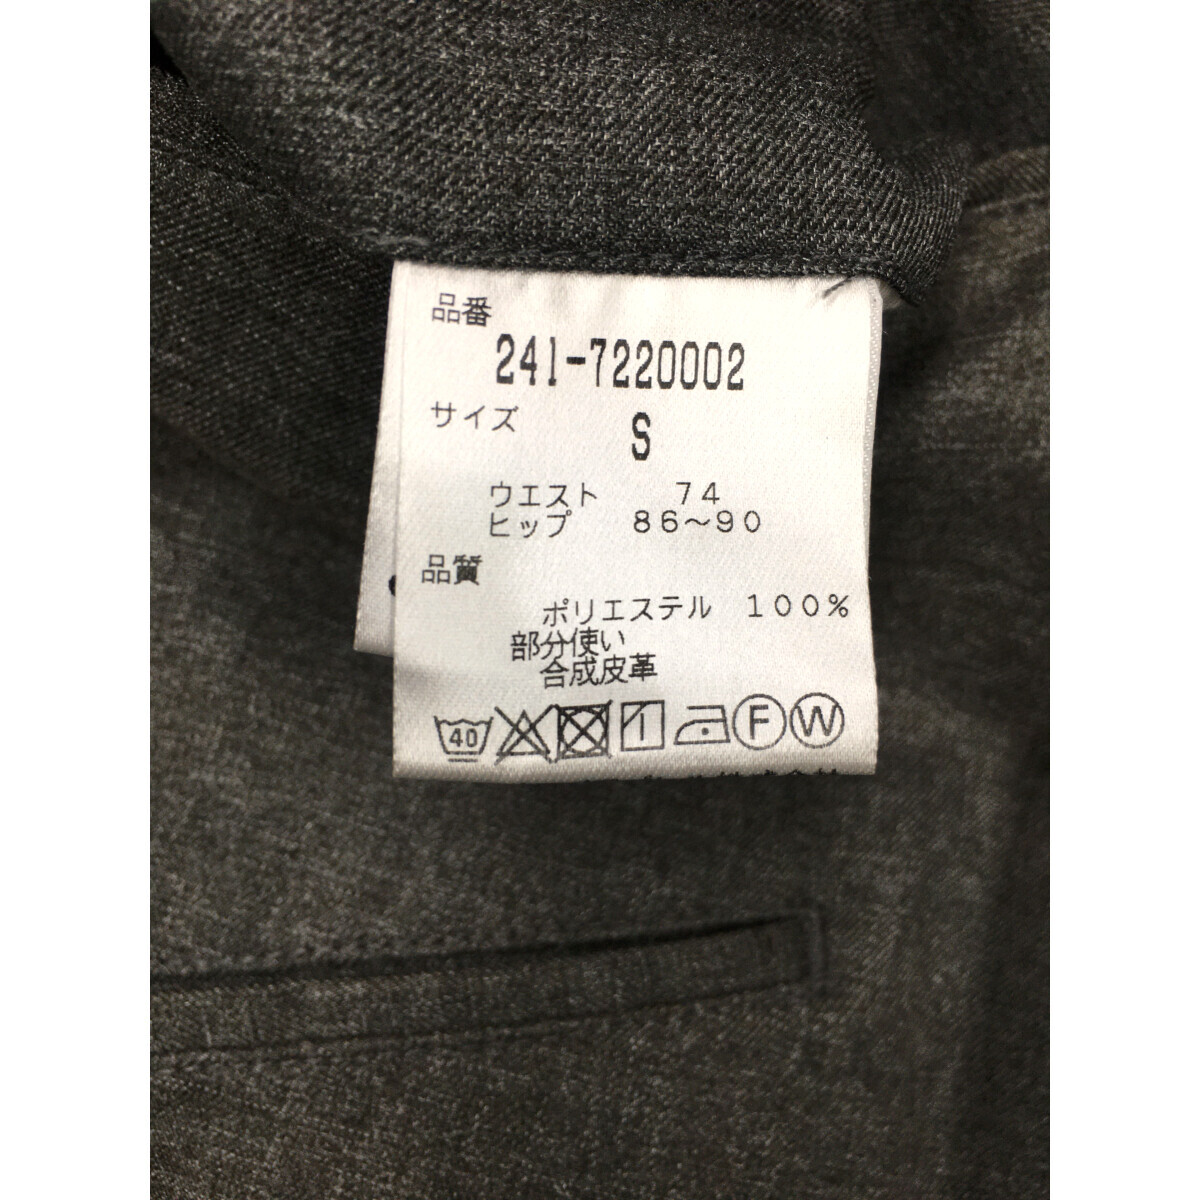 品番
241-7220002
サイズ S
ウエスト 74
ヒップ 86～90
品質
ポリエステル 100%
部分使い
合成皮革
40 F W